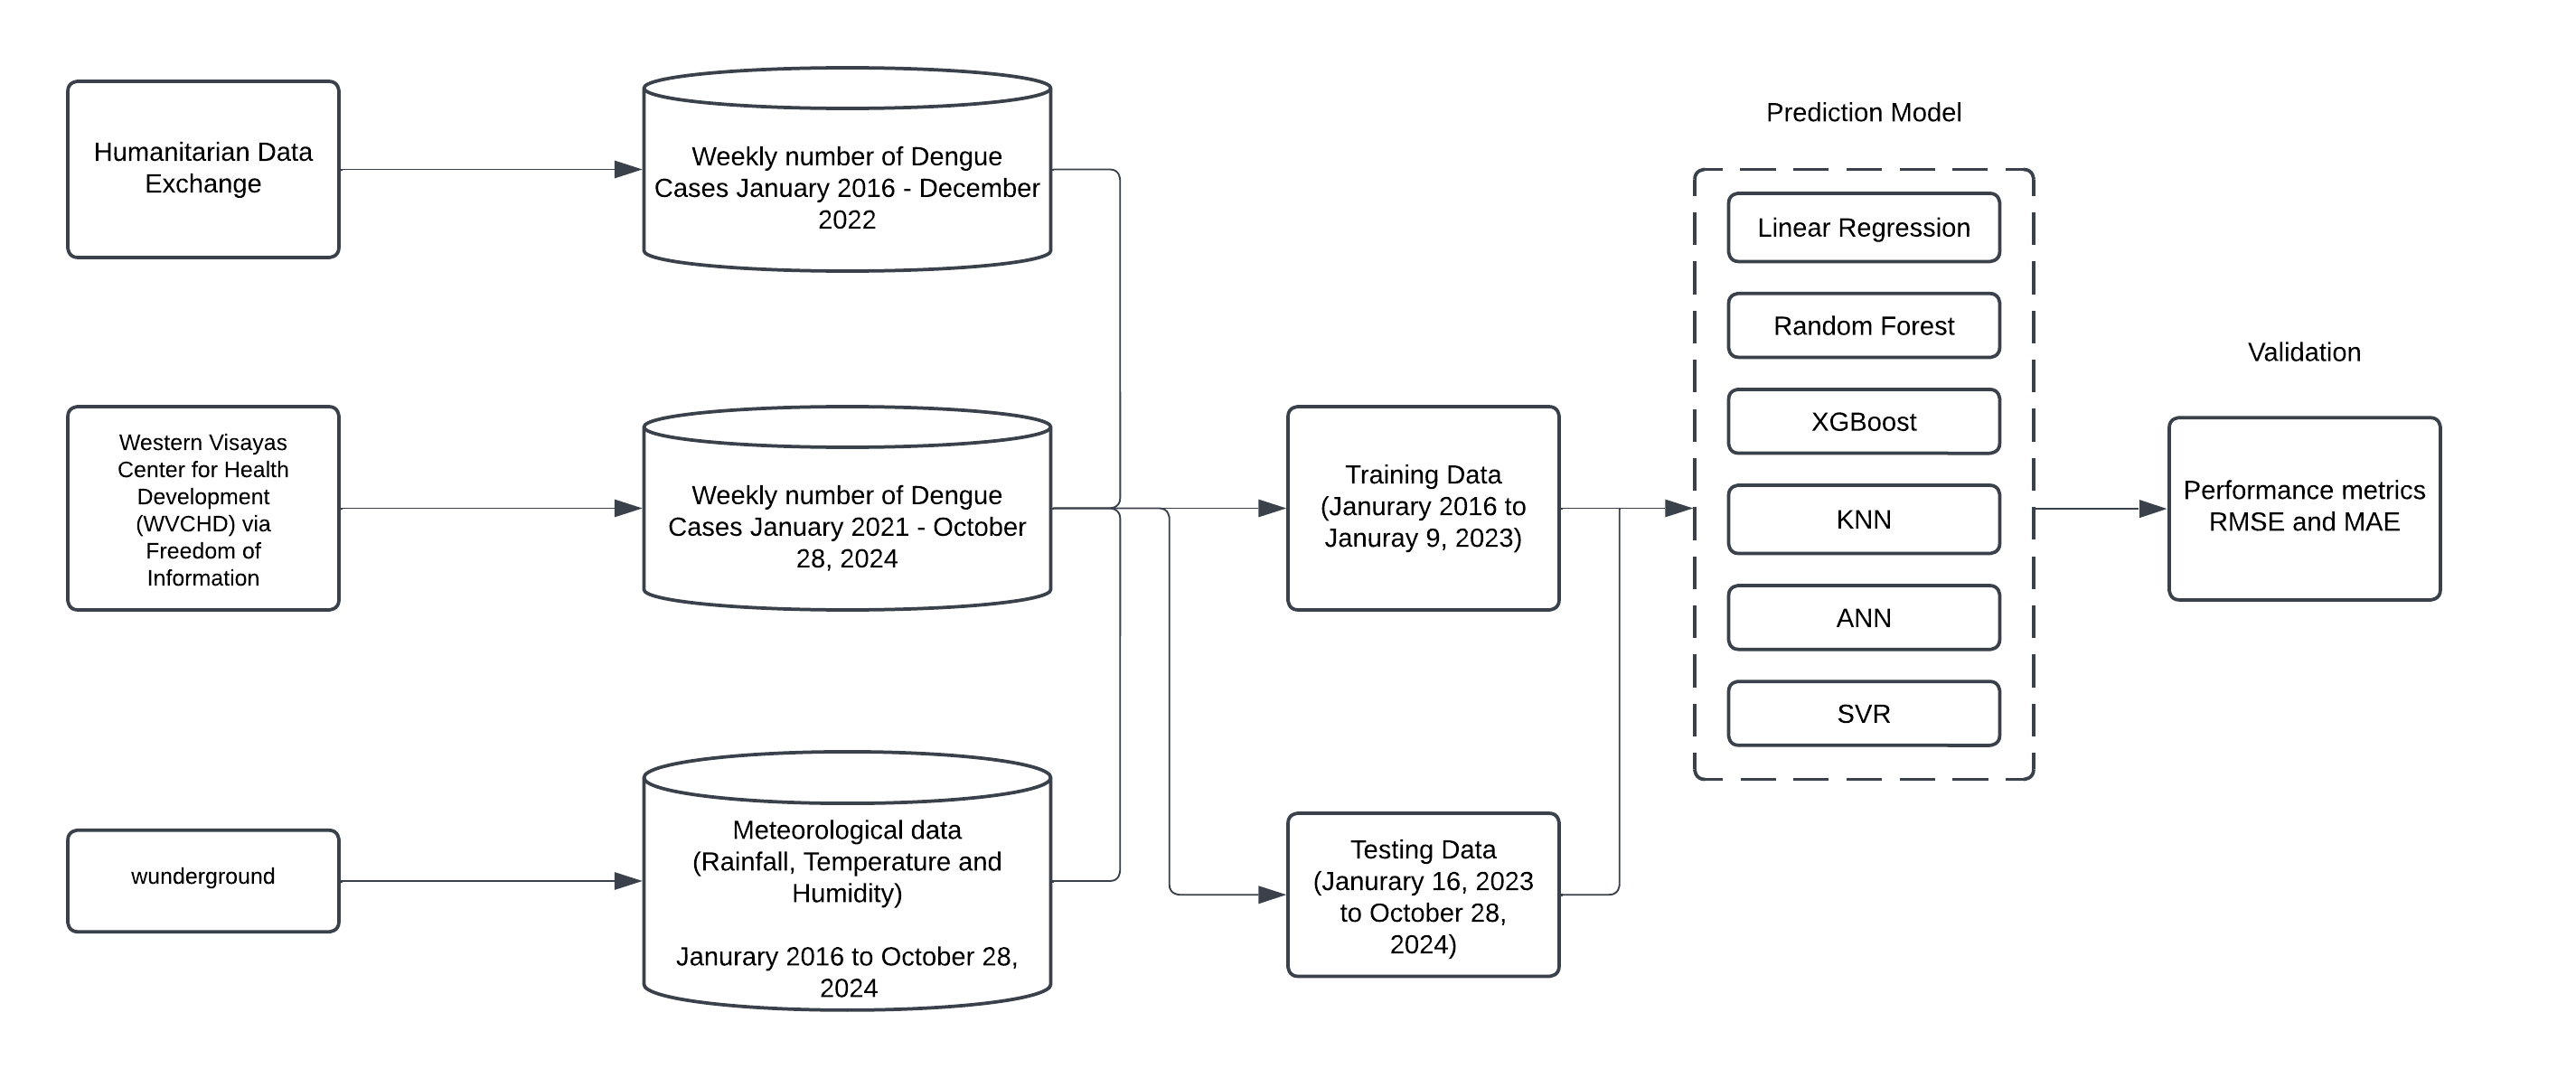 Humanitarian Data
Exchange
Weekly number of Dengue
Cases January 2016 - December
2022
Western Visayas
Center for Health
Development
(WVCHD) via
Freedom of
Information
Weekly number of Dengue
Cases January 2021 - October
28, 2024
wunderground
Meteorological data
(Rainfall, Temperature and
Humidity)
Janurary 2016 to October 28,
2024
Training Data
(Janurary 2016 to
Januray 9, 2023)
Testing Data
(Janurary 16, 2023
to October 28,
2024)
Prediction Model
Linear Regression
Random Forest
XGBoost
KNN
ANN
SVR
Validation
Performance metrics
RMSE and MAE